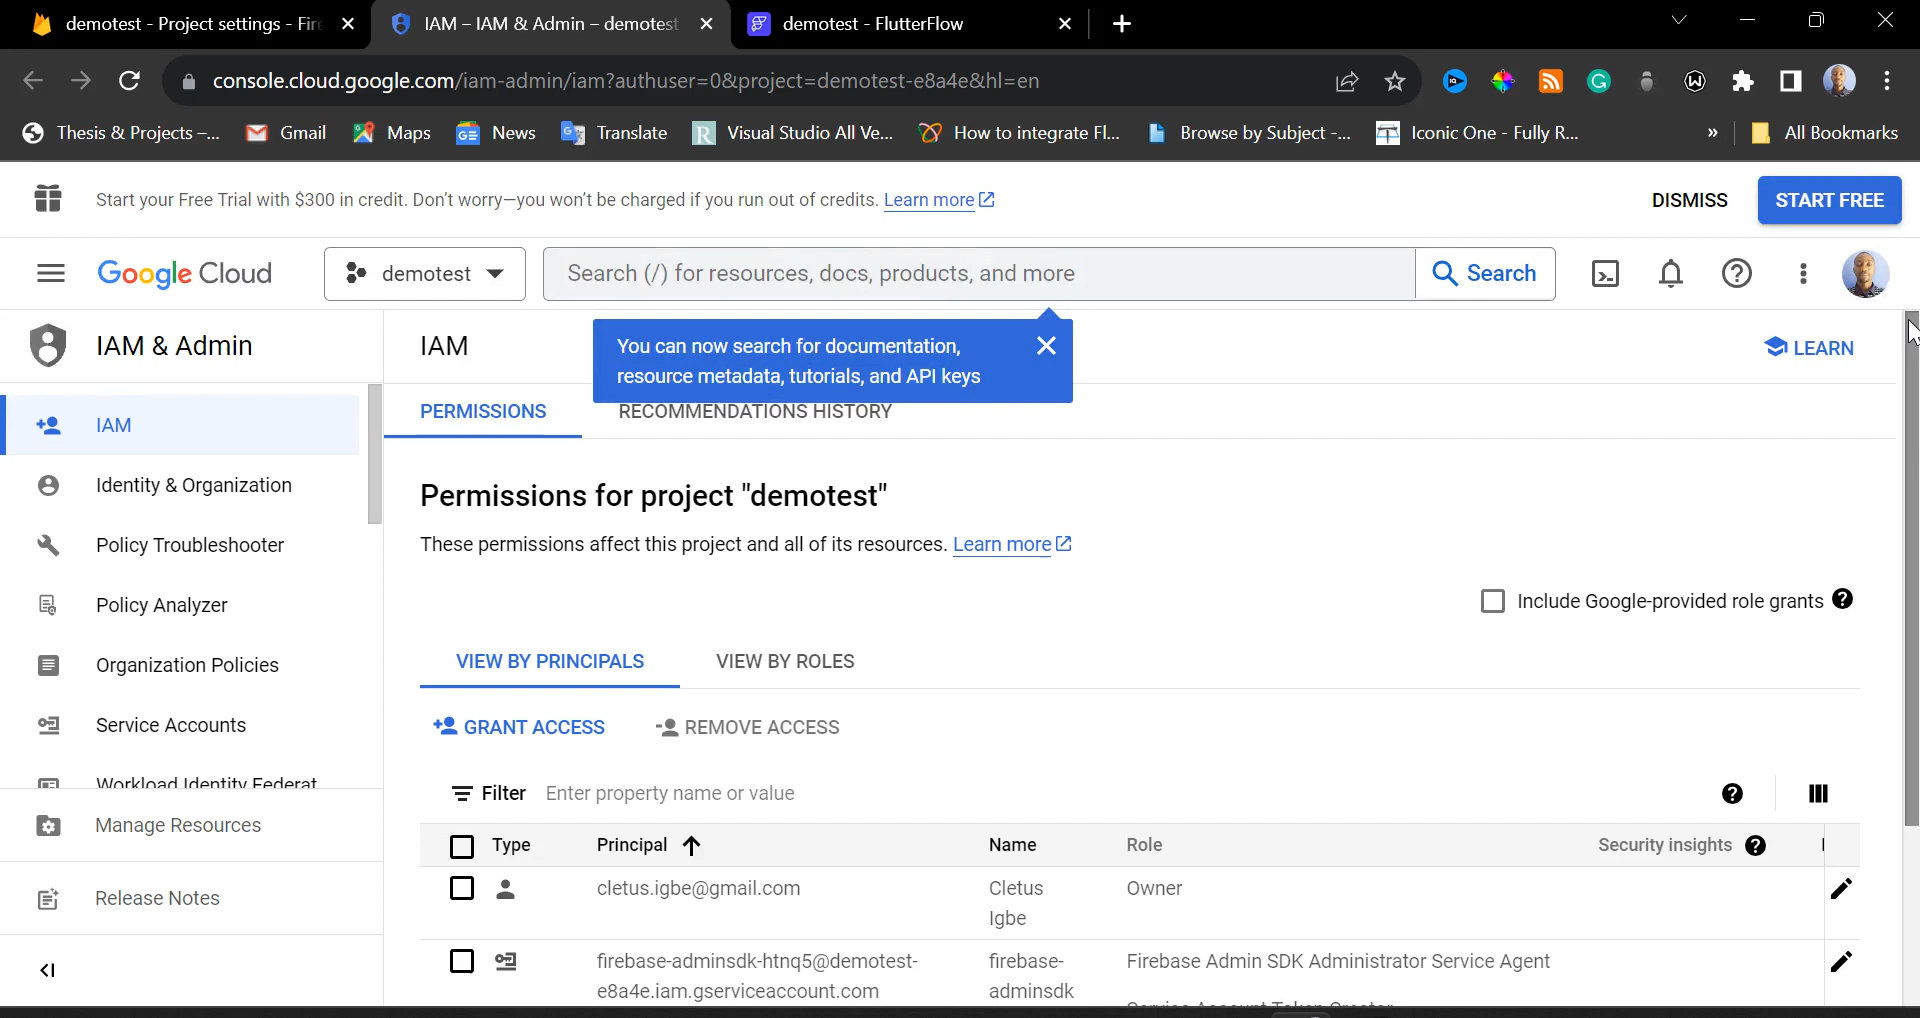 demotest - Project settings - Fire
IAM – IAM & Admin – demotest
demotest - FlutterFlow
console.cloud.google.com/iam-admin/iam?authuser=0&project=demotest-e8a4e&hl=en
Thesis & Projects –...
Gmail
Maps
News
Translate
Visual Studio All Ve...
How to integrate Fl...
Browse by Subject -...
Iconic One - Fully R...
»
All Bookmarks
Start your Free Trial with $300 in credit. Don't worry—you won't be charged if you run out of credits. Learn more
DISMISS
START FREE
Google Cloud
demotest
Search (/) for resources, docs, products, and more
Search
IAM & Admin
IAM
You can now search for documentation,
resource metadata, tutorials, and API keys
LEARN
PERMISSIONS
RECOMMENDATIONS HISTORY
IAM
Identity & Organization
Policy Troubleshooter
Policy Analyzer
Organization Policies
Service Accounts
Workload Identity Federat
Manage Resources
Release Notes
Permissions for project "demotest"
These permissions affect this project and all of its resources. Learn more
Include Google-provided role grants
VIEW BY PRINCIPALS
VIEW BY ROLES
GRANT ACCESS
REMOVE ACCESS
Filter
Enter property name or value
Type
Principal
Name
Role
Security insights
cletus.igbe@gmail.com
Cletus
Igbe
Owner
firebase-adminsdk-htnq5@demotest-
e8a4e.iam.gserviceaccount.com
firebase-
adminsdk
Firebase Admin SDK Administrator Service Agent
Service Account Token Creator